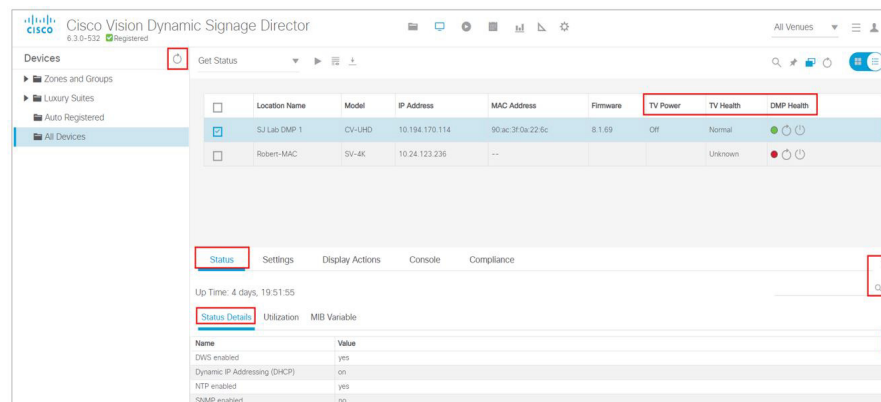 CISCO
Cisco Vision Dynamic Signage Director
6.3.0-532 Registered
All Venues
Devices
Get Status
Zones and Groups
Luxury Suites
Auto Registered
All Devices
Location Name Model IP Address MAC Address Firmware TV Power TV Health DMP Health
SJ Lab DMP 1 CV-UHD 10.194.170.114 90:ac:3f:0a:22:6c 8.1.69 Off Normal
Robert-MAC SV-4K 10.24.123.236 -- Unknown
Status Settings Display Actions Console Compliance
Up Time: 4 days, 19:51:55
Status Details Utilization MIB Variable
Name Value
DWS enabled yes
Dynamic IP Addressing (DHCP) on
NTP enabled yes
SNMP enabled no